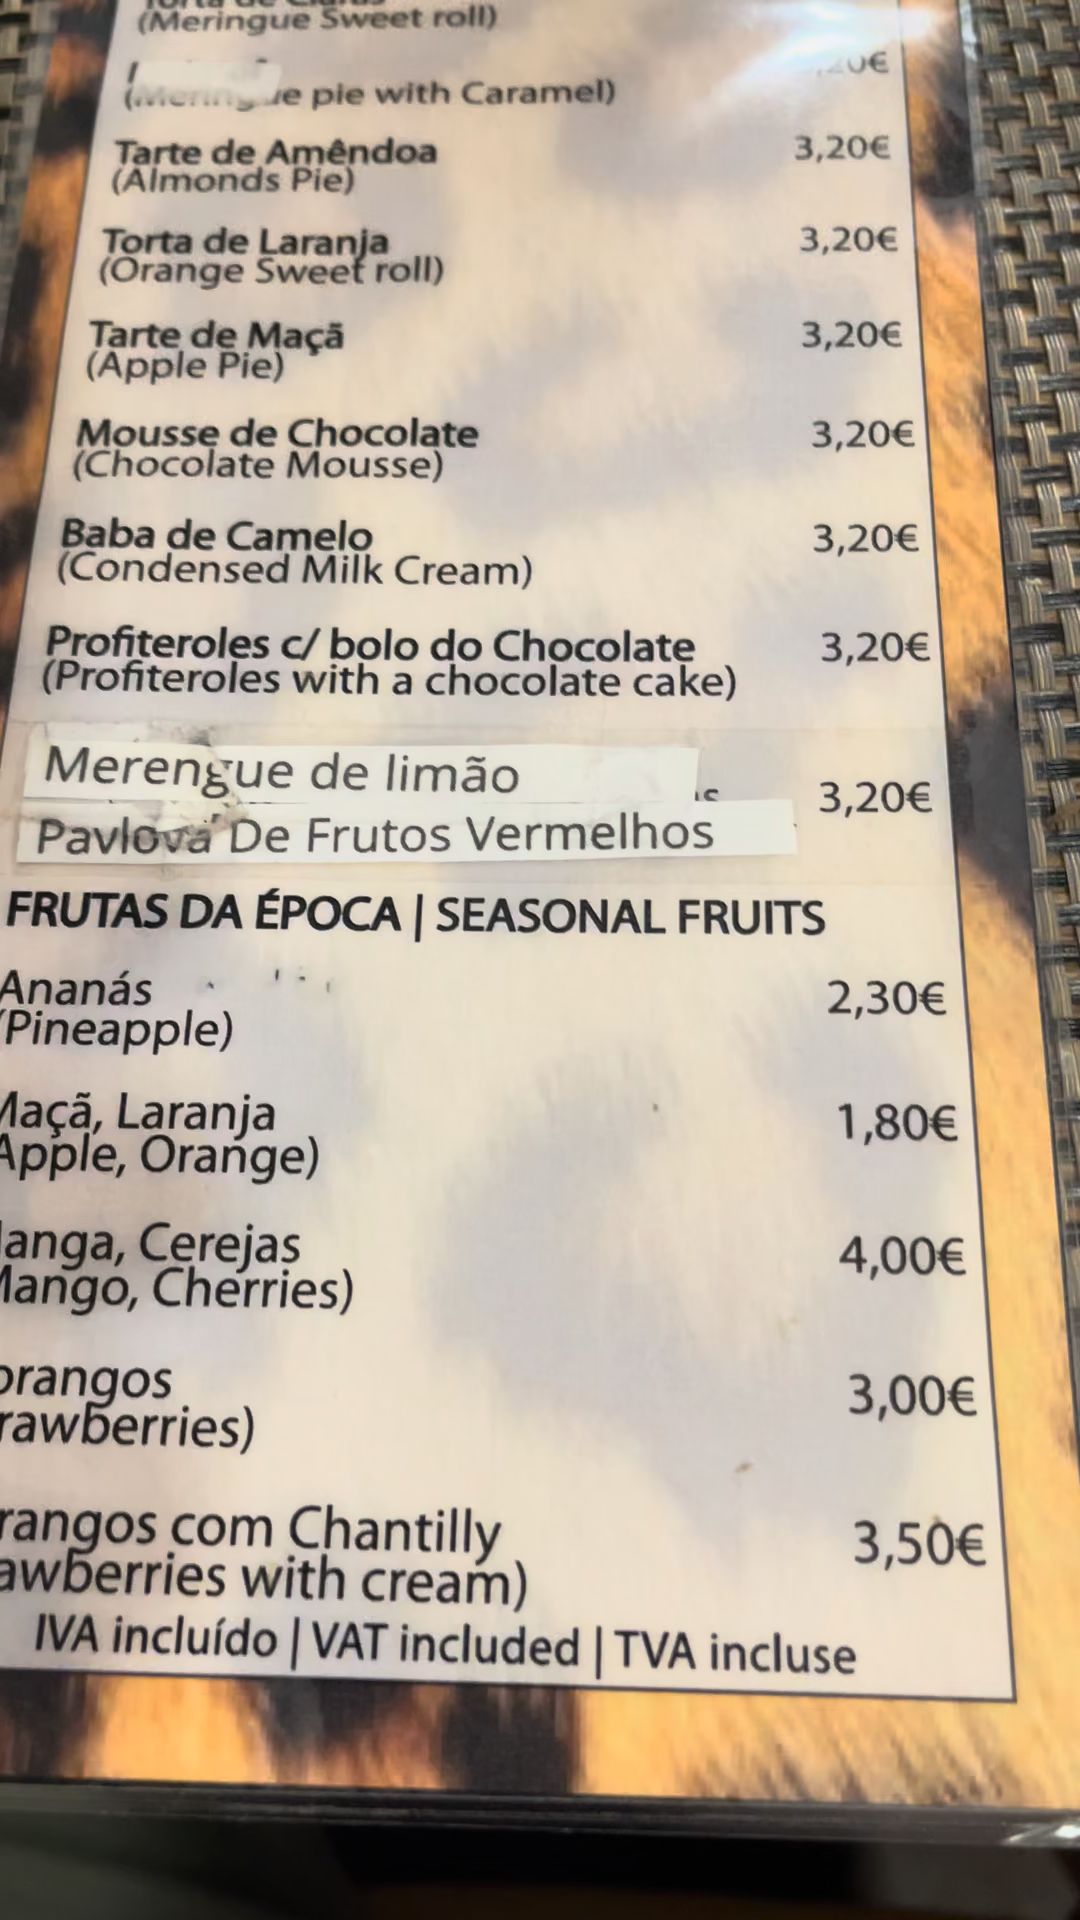 (Meringue Sweet roll)
pie with Caramel)
Tarte de Amêndoa 3,20€
(Almonds Pie)
Torta de Laranja 3,20€
(Orange Sweet roll)
Tarte de Maçã 3,20€
(Apple Pie)
Mousse de Chocolate 3,20€
(Chocolate Mousse)
Baba de Camelo 3,20€
(Condensed Milk Cream)
Profiteroles c/ bolo do Chocolate 3,20€
(Profiteroles with a chocolate cake)
Merengue de limão 3,20€
Pavlova De Frutos Vermelhos
FRUTAS DA ÉPOCA | SEASONAL FRUITS
Ananás 2,30€
(Pineapple)
Maçã, Laranja 1,80€
Apple, Orange)
anga, Cerejas 4,00€
Mango, Cherries)
orangos 3,00€
rawberries)
rangos com Chantilly 3,50€
awberries with cream)
IVA incluído | VAT included | TVA incluse